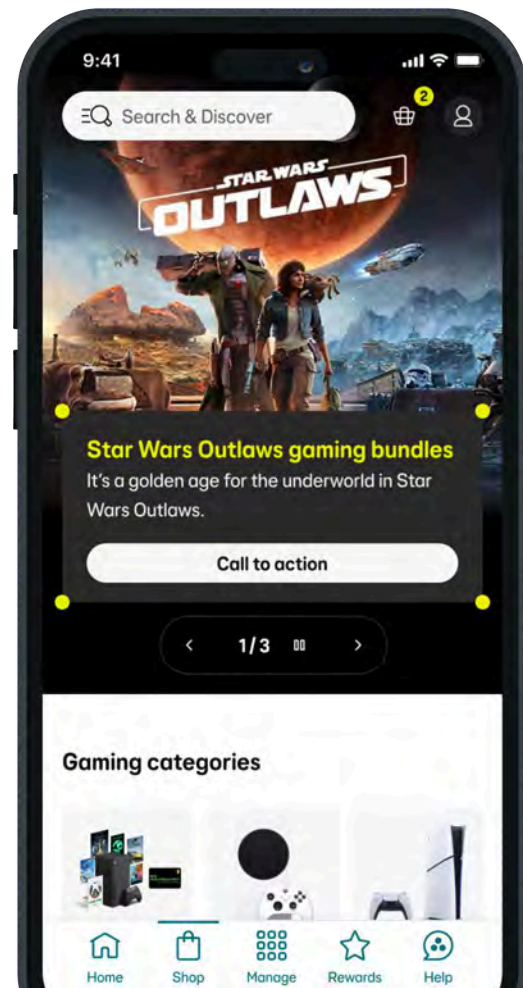 9:41
2
Search & Discover
STAR WARS
OUTLAWS
Star Wars Outlaws gaming bundles
It's a golden age for the underworld in Star
Wars Outlaws.
Call to action
1/3
Gaming categories
Home
Shop
Manage
Rewards
Help